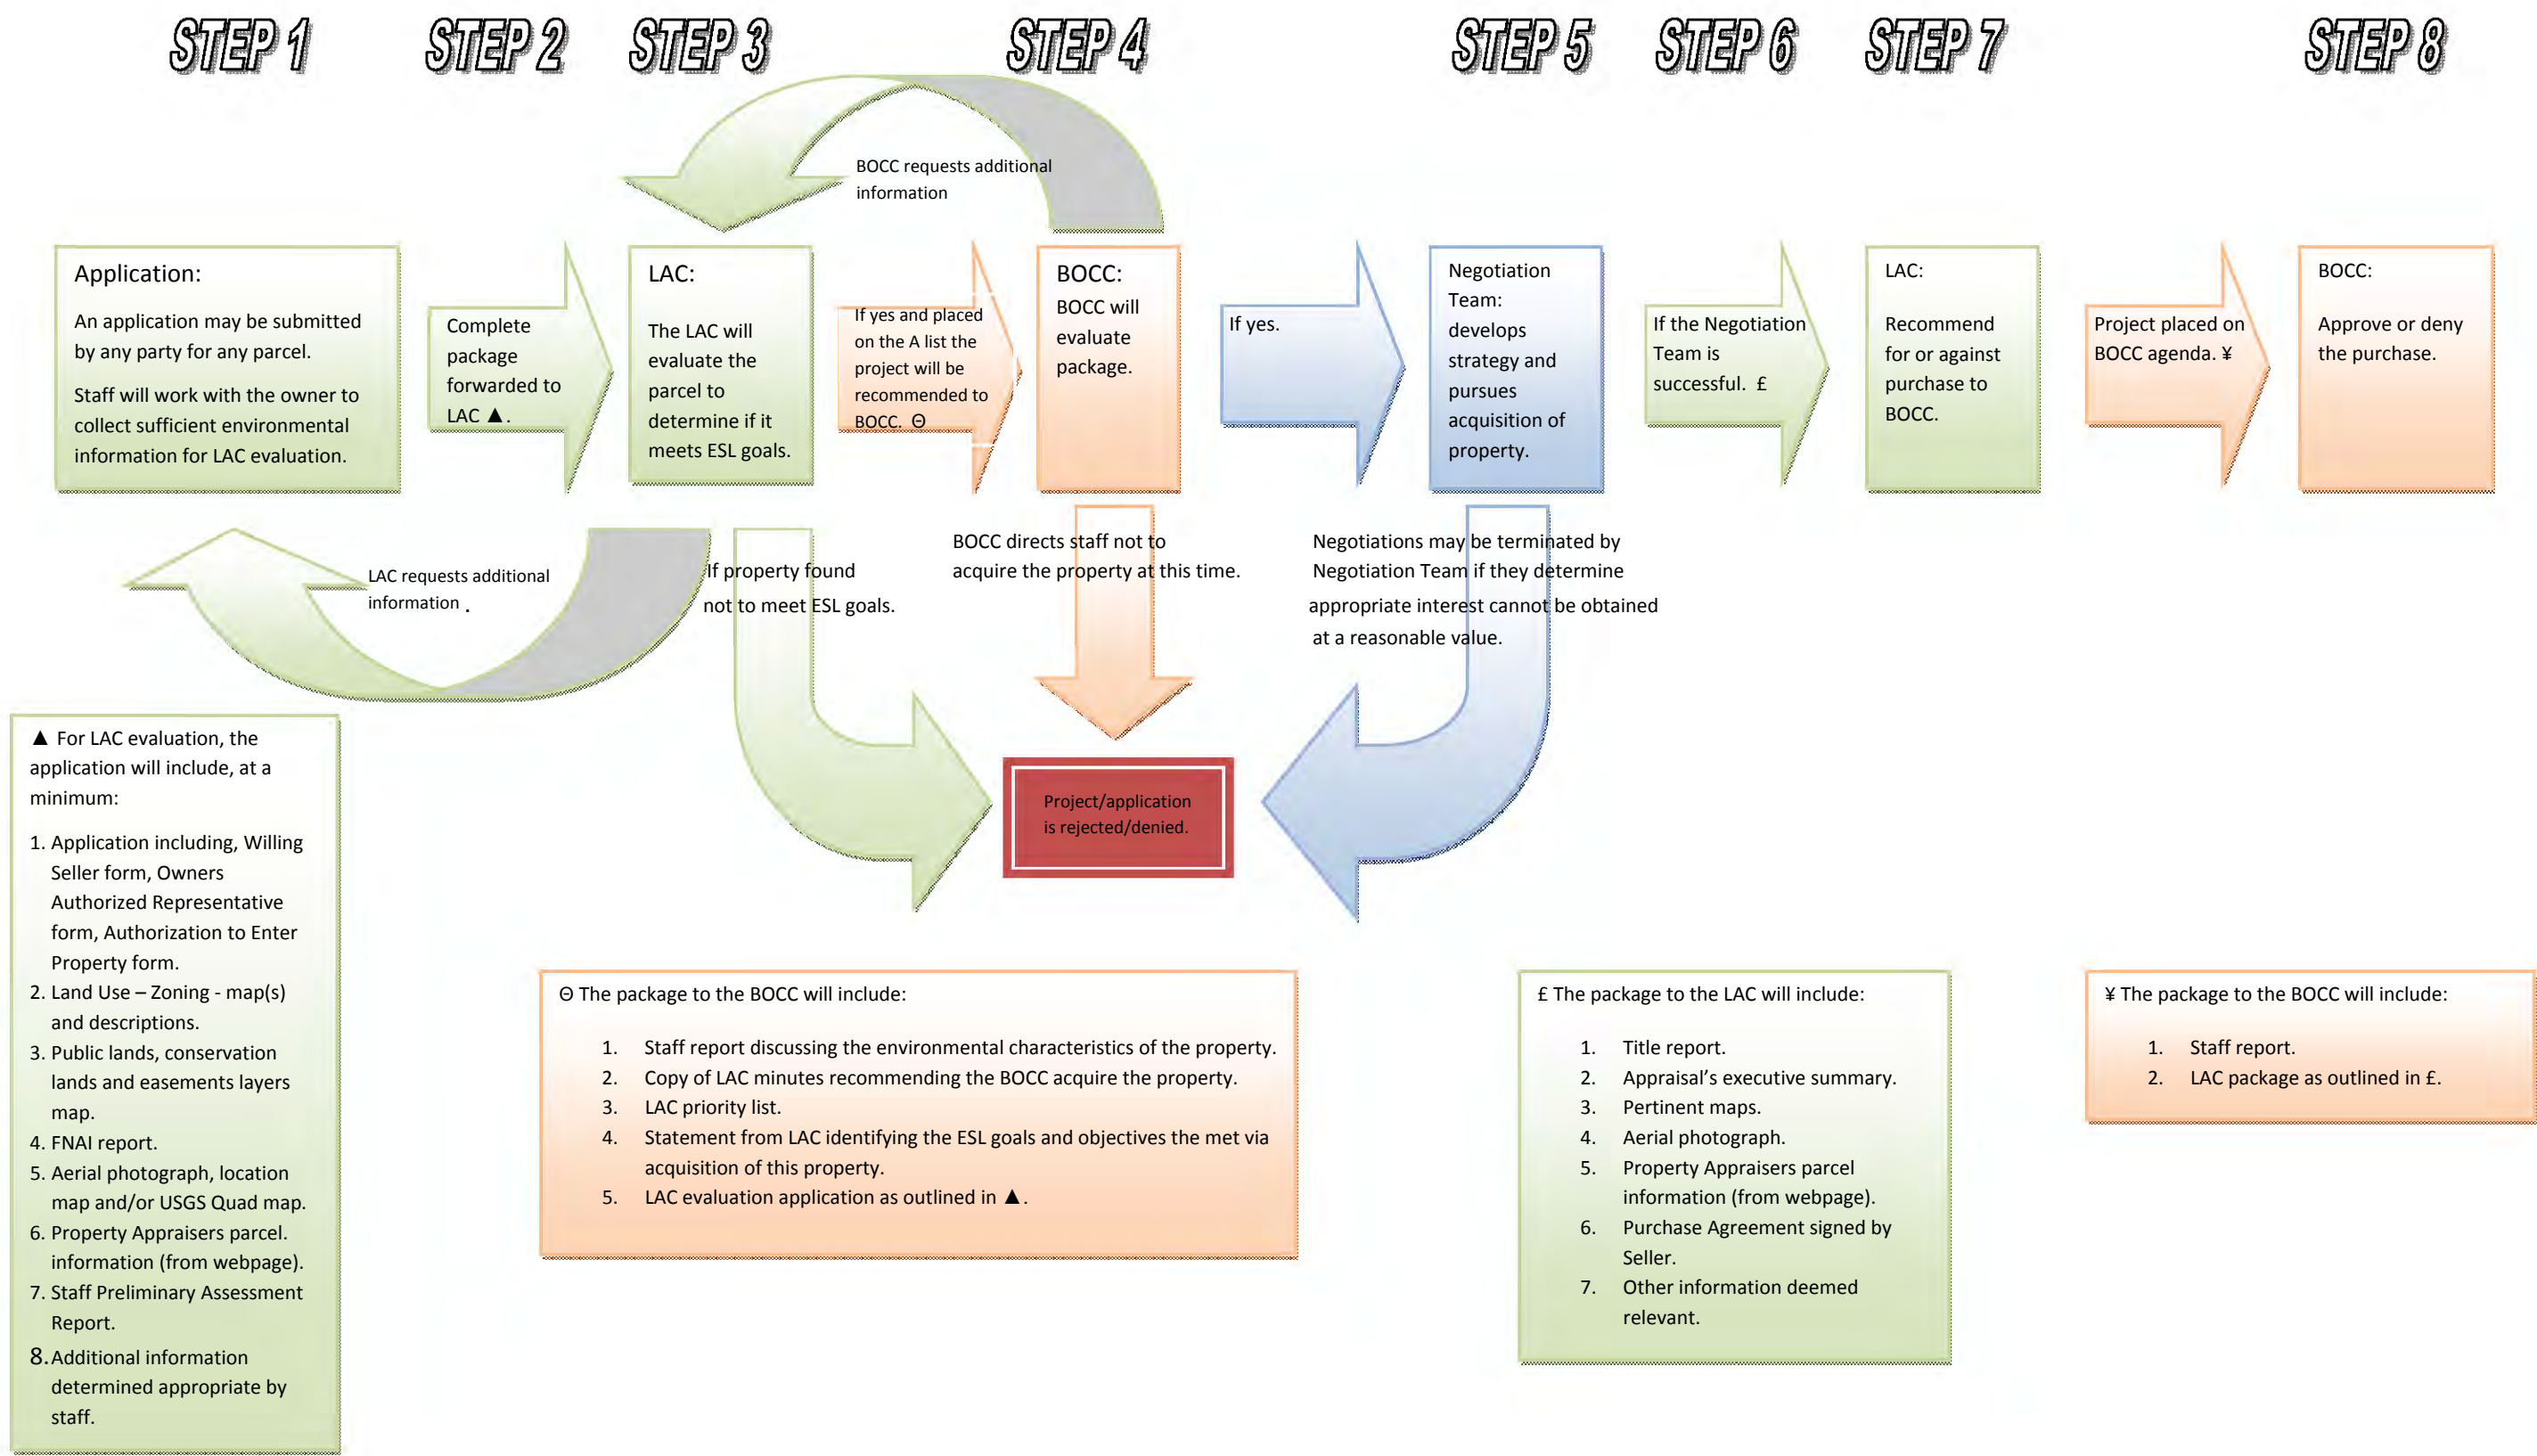 STEP 1
STEP 2
STEP 3
STEP 4
STEP 5
STEP 6
STEP 7
STEP 8
BOCC requests additional
information
Application:
An application may be submitted
by any party for any parcel.
Staff will work with the owner to
collect sufficient environmental
information for LAC evaluation.
Complete
package
forwarded to
LAC ▲.
LAC:
The LAC will
evaluate the
parcel to
determine if it
meets ESL goals.
If yes and placed
on the A list the
project will be
recommended to
BOCC. Θ
BOCC:
BOCC will
evaluate
package.
If yes.
Negotiation
Team:
develops
strategy and
pursues
acquisition of
property.
If the Negotiation
Team is
successful. £
LAC:
Recommend
for or against
purchase to
BOCC.
Project placed on
BOCC agenda. ¥
BOCC:
Approve or deny
the purchase.
LAC requests additional
information .
If property found
not to meet ESL goals.
BOCC directs staff not to
acquire the property at this time.
Negotiations may be terminated by
Negotiation Team if they determine
appropriate interest cannot be obtained
at a reasonable value.
Project/application
is rejected/denied.
▲ For LAC evaluation, the
application will include, at a
minimum:
1. Application including, Willing
Seller form, Owners
Authorized Representative
form, Authorization to Enter
Property form.
2. Land Use – Zoning - map(s)
and descriptions.
3. Public lands, conservation
lands and easements layers
map.
4. FNAI report.
5. Aerial photograph, location
map and/or USGS Quad map.
6. Property Appraisers parcel.
information (from webpage).
7. Staff Preliminary Assessment
Report.
8. Additional information
determined appropriate by
staff.
Θ The package to the BOCC will include:
1. Staff report discussing the environmental characteristics of the property.
2. Copy of LAC minutes recommending the BOCC acquire the property.
3. LAC priority list.
4. Statement from LAC identifying the ESL goals and objectives the met via
acquisition of this property.
5. LAC evaluation application as outlined in ▲.
£ The package to the LAC will include:
1. Title report.
2. Appraisal’s executive summary.
3. Pertinent maps.
4. Aerial photograph.
5. Property Appraisers parcel
information (from webpage).
6. Purchase Agreement signed by
Seller.
7. Other information deemed
relevant.
¥ The package to the BOCC will include:
1. Staff report.
2. LAC package as outlined in £.